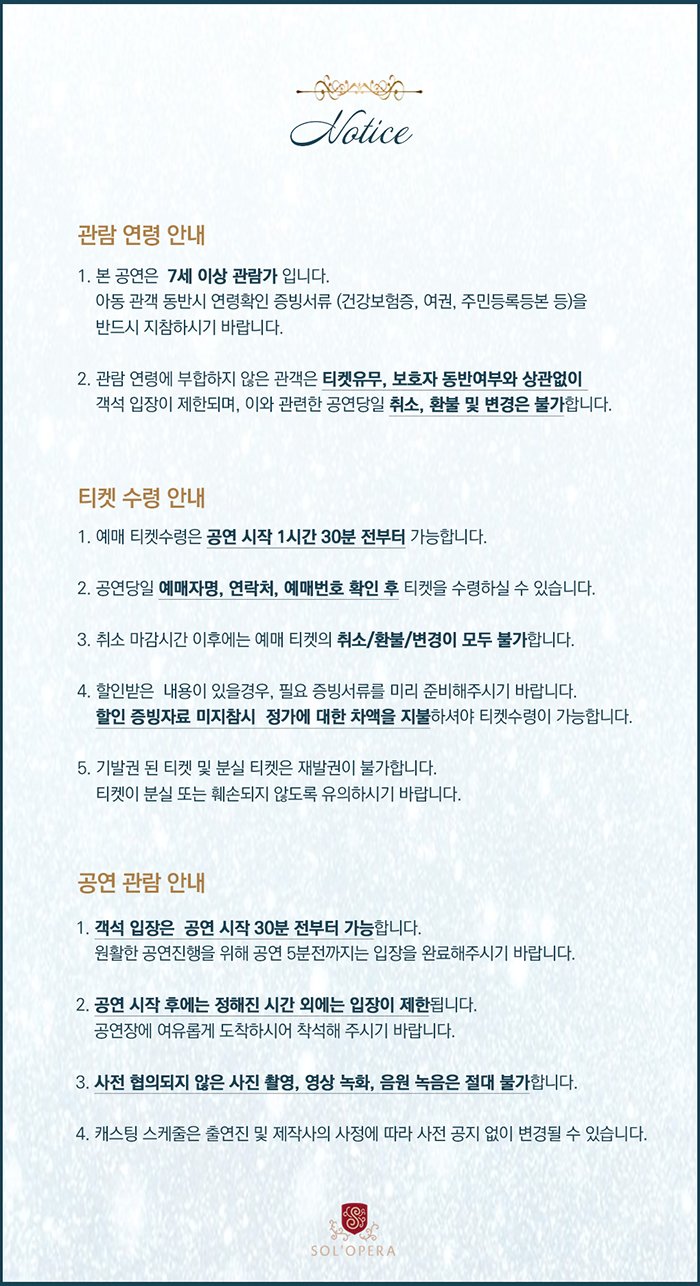 Notice
관람 연령 안내
1. 본 공연은 7세 이상 관람가 입니다.
아동 관객 동반시 연령확인 증빙서류 (건강보험증, 여권, 주민등록등본 등)을
반드시 지참하시기 바랍니다.
2. 관람 연령에 부합하지 않은 관객은 티켓유무, 보호자 동반여부와 상관없이
객석 입장이 제한되며, 이와 관련한 공연당일 취소, 환불 및 변경은 불가합니다.
티켓 수령 안내
1. 예매 티켓수령은 공연 시작 1시간 30분 전부터 가능합니다.
2. 공연당일 예매자명, 연락처, 예매번호 확인 후 티켓을 수령하실 수 있습니다.
3. 취소 마감시간 이후에는 예매 티켓의 취소/환불/변경이 모두 불가합니다.
4. 할인받은 내용이 있을경우, 필요 증빙서류를 미리 준비해주시기 바랍니다.
할인 증빙자료 미지참시 정가에 대한 차액을 지불하셔야 티켓수령이 가능합니다.
5. 기발권 된 티켓 및 분실 티켓은 재발권이 불가합니다.
티켓이 분실 또는 훼손되지 않도록 유의하시기 바랍니다.
공연 관람 안내
1. 객석 입장은 공연 시작 30분 전부터 가능합니다.
원활한 공연진행을 위해 공연 5분전까지는 입장을 완료해주시기 바랍니다.
2. 공연 시작 후에는 정해진 시간 외에는 입장이 제한됩니다.
공연장에 여유롭게 도착하시어 착석해 주시기 바랍니다.
3. 사전 협의되지 않은 사진 촬영, 영상 녹화, 음원 녹음은 절대 불가합니다.
4. 캐스팅 스케줄은 출연진 및 제작사의 사정에 따라 사전 공지 없이 변경될 수 있습니다.
SOL'OPERA